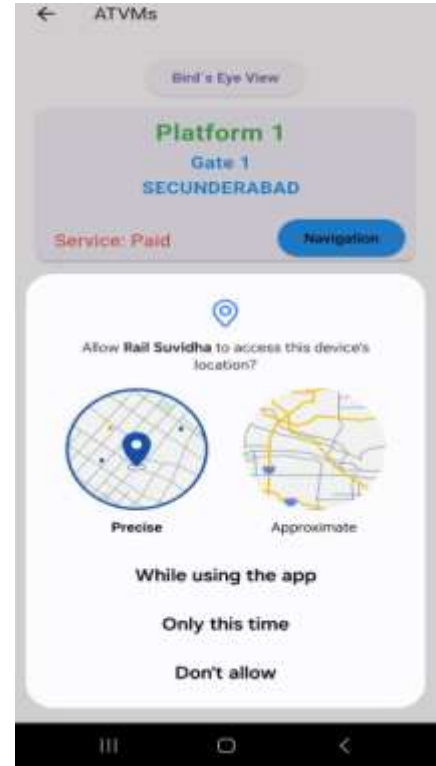 ATVMs
Bird's Eye View
Platform 1
Gate 1
SECUNDERABAD
Service: Paid
Navigation
Allow Rail Suvidha to access this device's
location?
Precise
Approximate
While using the app
Only this time
Don't allow